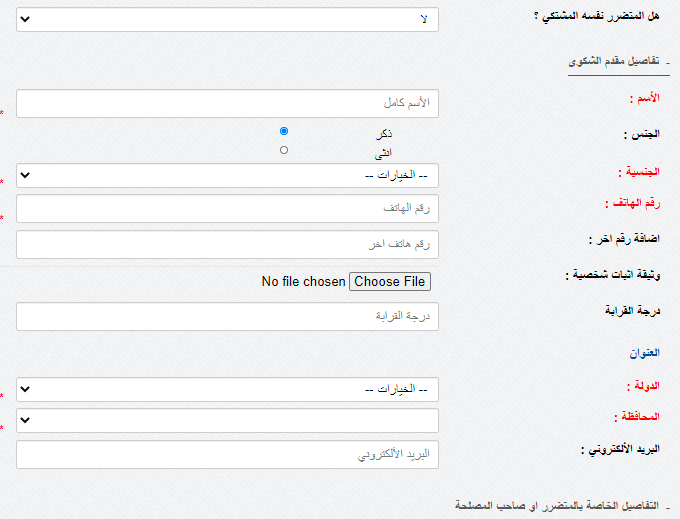 هل المتضرر نفسه المشتكي ؟ لا
- تفاصيل مقدم الشكوى
الأسم : الأسم كامل *
الجنس : ذكر
انثى
الجنسية : -- الخيارات -- *
رقم الهاتف : رقم الهاتف *
اضافة رقم اخر : رقم هاتف اخر
وثيقة اثبات شخصية : Choose File No file chosen
درجة القرابة درجة القرابة
العنوان
الدولة : -- الخيارات -- *
المحافظة : *
البريد الألكتروني : البريد الألكتروني
- التفاصيل الخاصة بالمتضرر او صاحب المصلحة